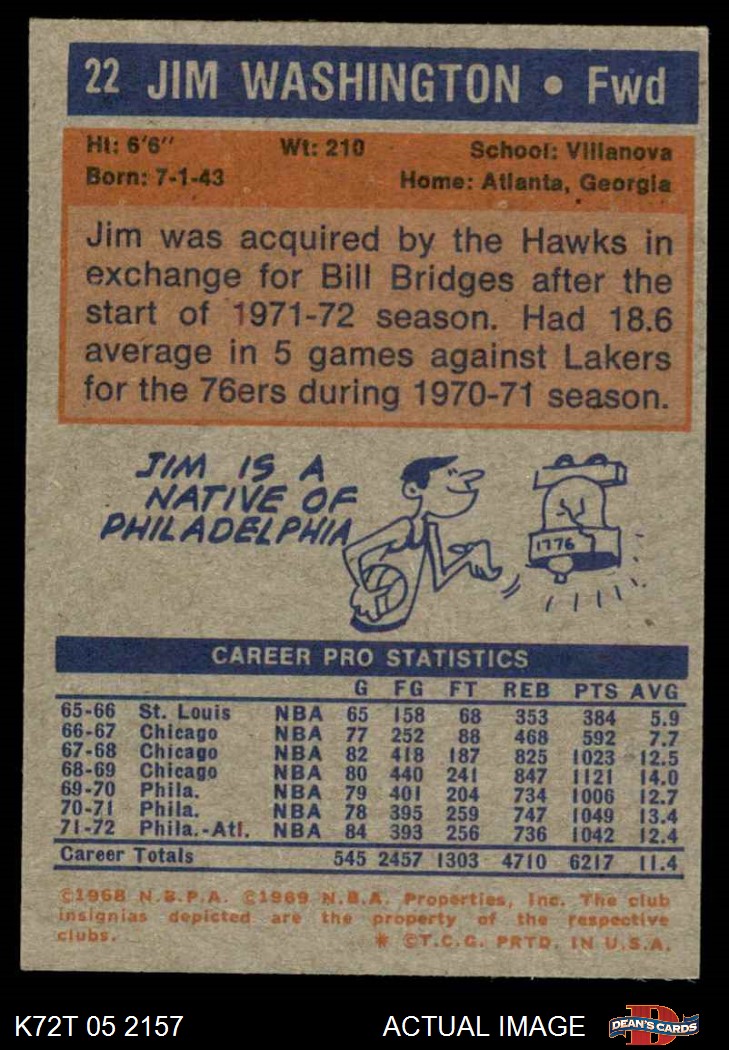 22 JIM WASHINGTON • Fwd
Ht: 6'6" Wt: 210 School: Villanova
Born: 7-1-43 Home: Atlanta, Georgia
Jim was acquired by the Hawks in
exchange for Bill Bridges after the
start of 1971-72 season. Had 18.6
average in 5 games against Lakers
for the 76ers during 1970-71 season.
JIM IS A
NATIVE OF
PHILADELPHIA
1776
CAREER PRO STATISTICS
G FG FT REB PTS AVG
65-66 St. Louis NBA 65 158 68 353 384 5.9
66-67 Chicago NBA 77 252 88 468 592 7.7
67-68 Chicago NBA 82 418 187 825 1023 12.5
68-69 Chicago NBA 80 440 241 847 1121 14.0
69-70 Phila. NBA 79 401 204 734 1006 12.7
70-71 Phila. NBA 78 395 259 747 1049 13.4
71-72 Phila.-Atl. NBA 84 393 256 736 1042 12.4
Career Totals 545 2457 1303 4710 6217 11.4
©1968 N.B.P.A. ©1969 N.B.A. Properties, Inc. The club
insignias depicted are the property of the respective
clubs. * ©T.C.G. PRTD. IN U.S.A.
K72T 05 2157 ACTUAL IMAGE DEAN'S CARDS